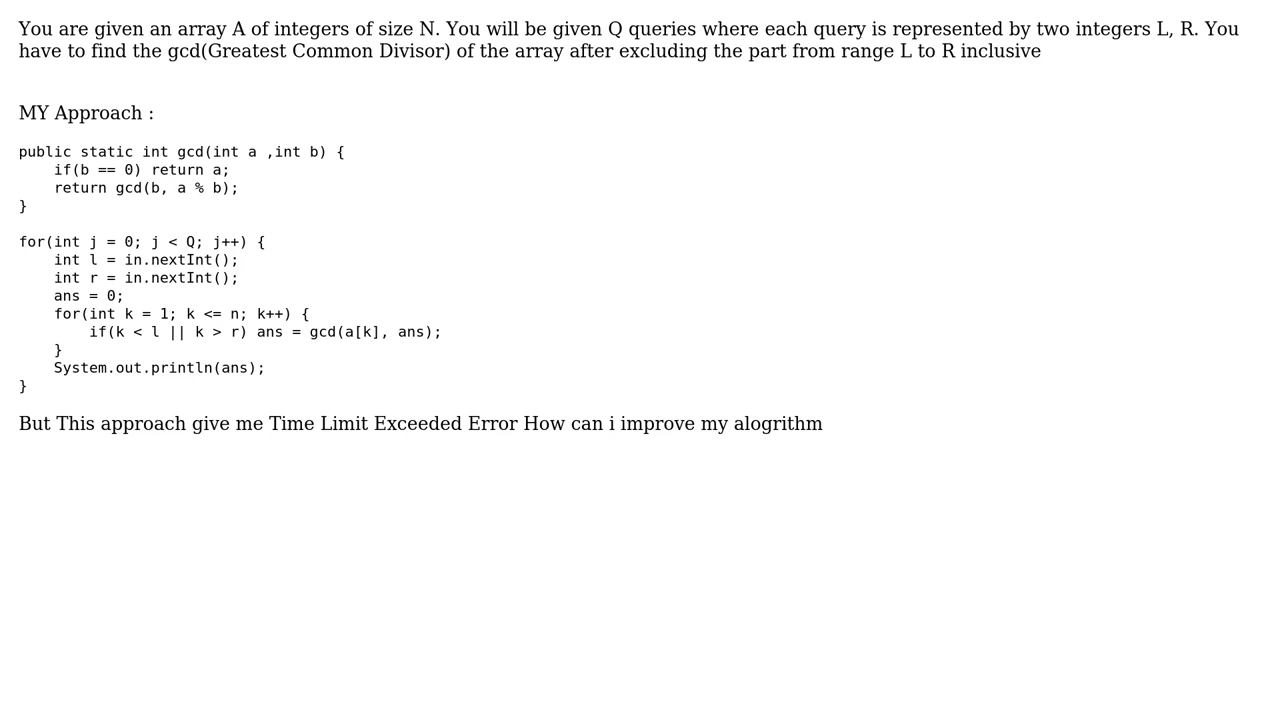 You are given an array A of integers of size N. You will be given Q queries where each query is represented by two integers L, R. You
have to find the gcd(Greatest Common Divisor) of the array after excluding the part from range L to R inclusive
MY Approach :
public static int gcd(int a ,int b) {
    if(b == 0) return a;
    return gcd(b, a % b);
}
for(int j = 0; j < Q; j++) {
    int l = in.nextInt();
    int r = in.nextInt();
    ans = 0;
    for(int k = 1; k <= n; k++) {
        if(k < l || k > r) ans = gcd(a[k], ans);
    }
    System.out.println(ans);
}
But This approach give me Time Limit Exceeded Error How can i improve my alogrithm